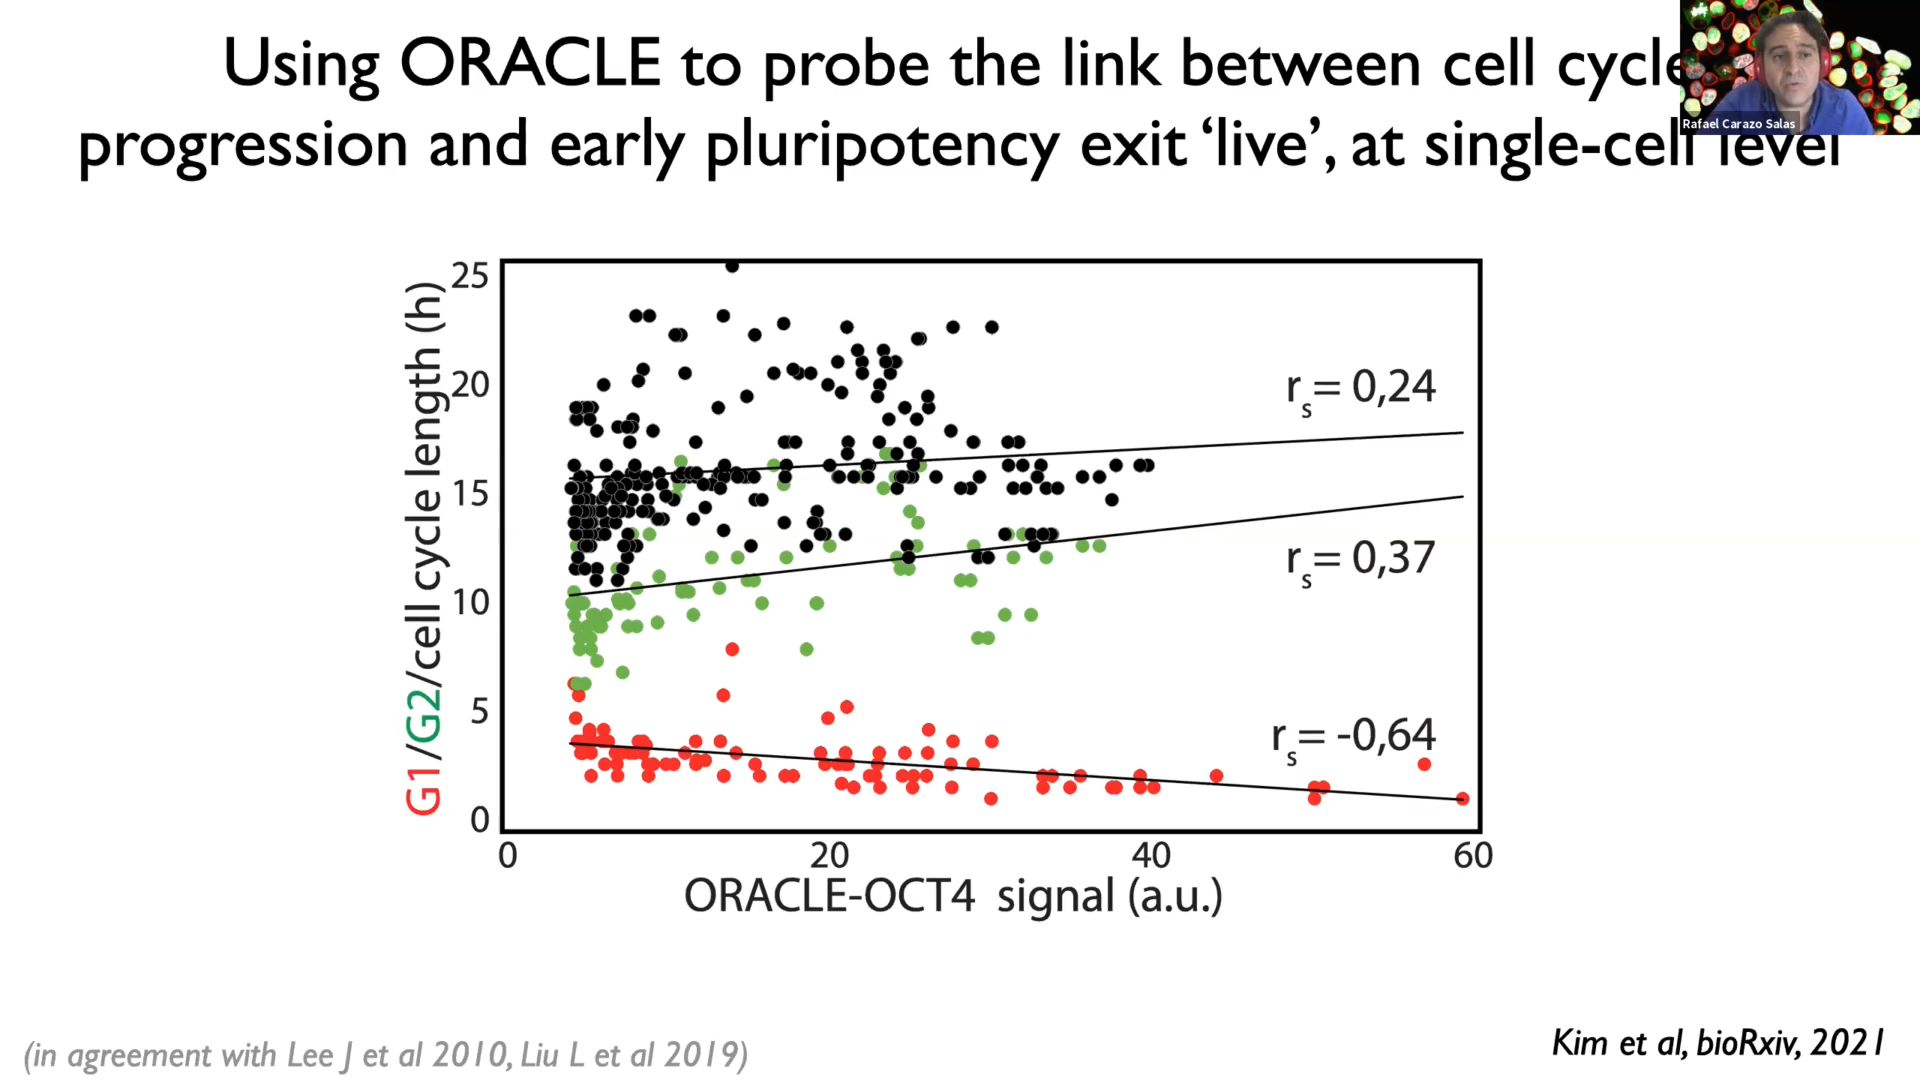 Using ORACLE to probe the link between cell cycle
progression and early pluripotency exit ‘live’, at single-cell level
Rafael Carazo Salas
G1/G2/cell cycle length (h)
25
20
15
10
5
0
rs= 0,24
rs= 0,37
rs= -0,64
0 20 40 60
ORACLE-OCT4 signal (a.u.)
(in agreement with Lee J et al 2010, Liu L et al 2019)
Kim et al, bioRxiv, 2021